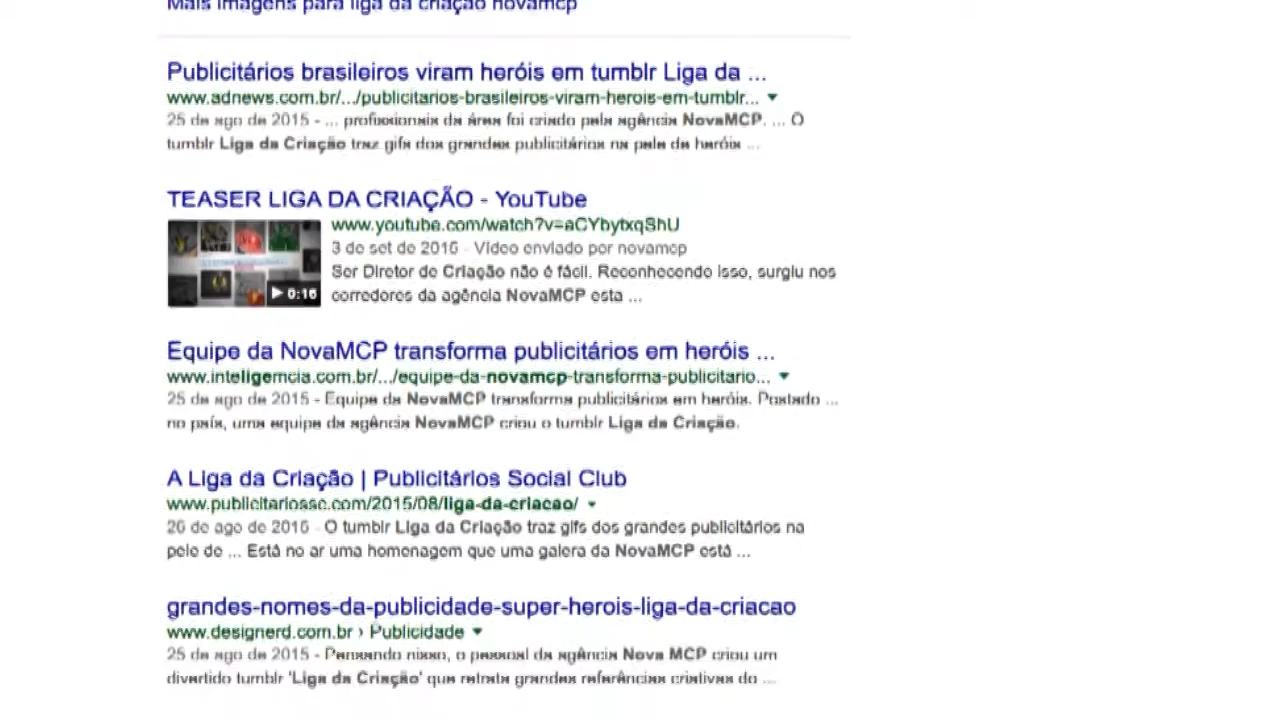 Mais imagens para liga da criação novamcp
Publicitários brasileiros viram heróis em tumblr Liga da ...
www.adnews.com.br/.../publicitarios-brasileiros-viram-herois-em-tumblr...
25 de ago de 2015 - ... profissionais da área foi criado pela agência NovaMCP. ... O
tumblr Liga da Criação traz gifs dos grandes publicitários na pele de heróis ...
TEASER LIGA DA CRIAÇÃO - YouTube
www.youtube.com/watch?v=aCYbytxqShU
3 de set de 2015 - Vídeo enviado por novamcp
Ser Diretor de Criação não é fácil. Reconhecendo isso, surgiu nos
0:16
corredores da agência NovaMCP esta ...
Equipe da NovaMCP transforma publicitários em heróis ...
www.inteligemcia.com.br/.../equipe-da-novamcp-transforma-publicitario...
25 de ago de 2015 - Equipe da NovaMCP transforma publicitários em heróis. Postado ...
no país, uma equipe da agência NovaMCP criou o tumblr Liga da Criação.
A Liga da Criação | Publicitários Social Club
www.publicitariossc.com/2015/08/liga-da-criacao/
26 de ago de 2015 - O tumblr Liga da Criação traz gifs dos grandes publicitários na
pele de ... Está no ar uma homenagem que uma galera da NovaMCP está ...
grandes-nomes-da-publicidade-super-herois-liga-da-criacao
www.designerd.com.br › Publicidade
25 de ago de 2015 - Pensando nisso, o pessoal da agência Nova MCP criou um
divertido tumblr 'Liga da Criação' que retrata grandes referências criativas do ...